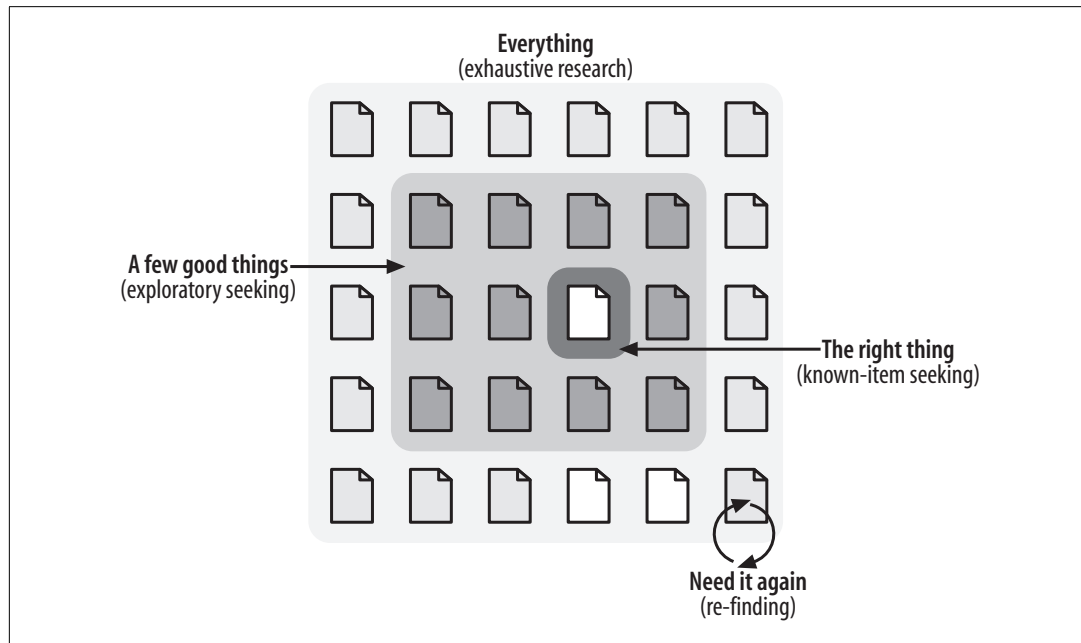 Everything
(exhaustive research)
A few good things
(exploratory seeking)
The right thing
(known-item seeking)
Need it again
(re-finding)